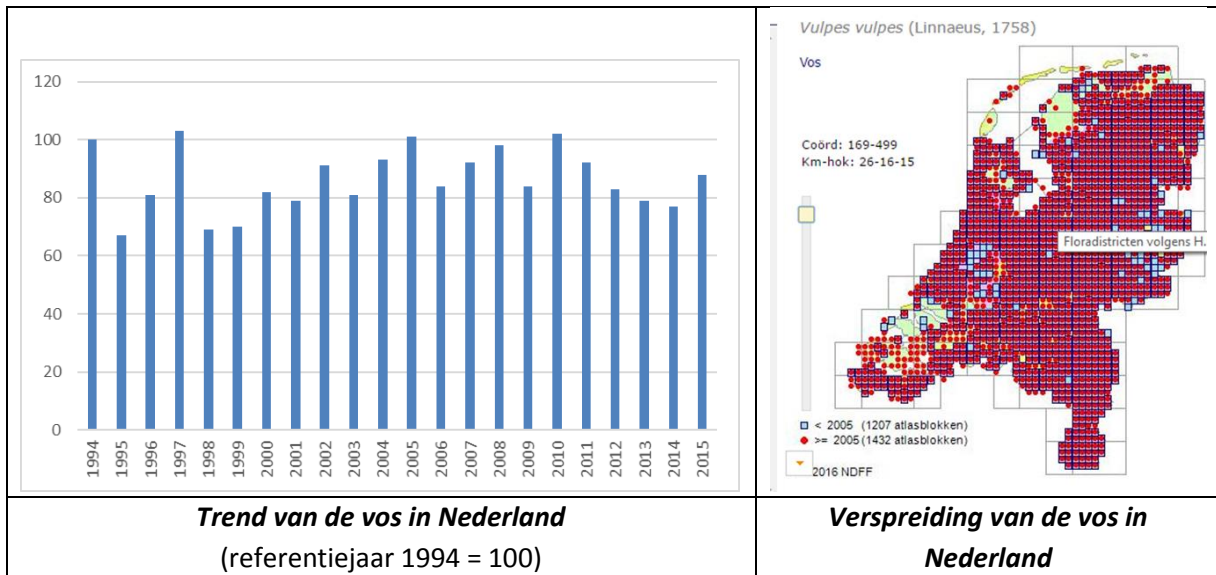 120
100
80
60
40
20
0
1994
1995
1996
1997
1998
1999
2000
2001
2002
2003
2004
2005
2006
2007
2008
2009
2010
2011
2012
2013
2014
2015
Trend van de vos in Nederland
(referentiejaar 1994 = 100)
Vulpes vulpes (Linnaeus, 1758)
Vos
Coörd: 169-499
Km-hok: 26-16-15
Floradistricten volgens H.
< 2005 (1207 atlasblokken)
>= 2005 (1432 atlasblokken)
2016 NDFF
Verspreiding van de vos in
Nederland